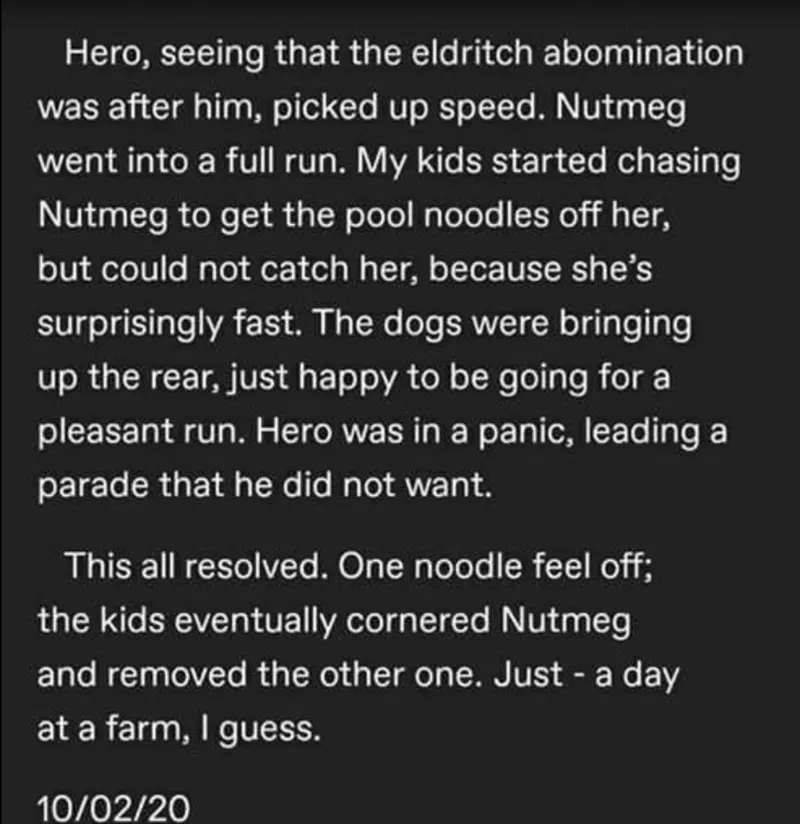 Hero, seeing that the eldritch abomination
was after him, picked up speed. Nutmeg
went into a full run. My kids started chasing
Nutmeg to get the pool noodles off her,
but could not catch her, because she’s
surprisingly fast. The dogs were bringing
up the rear, just happy to be going for a
pleasant run. Hero was in a panic, leading a
parade that he did not want.
This all resolved. One noodle feel off;
the kids eventually cornered Nutmeg
and removed the other one. Just - a day
at a farm, I guess.
10/02/20